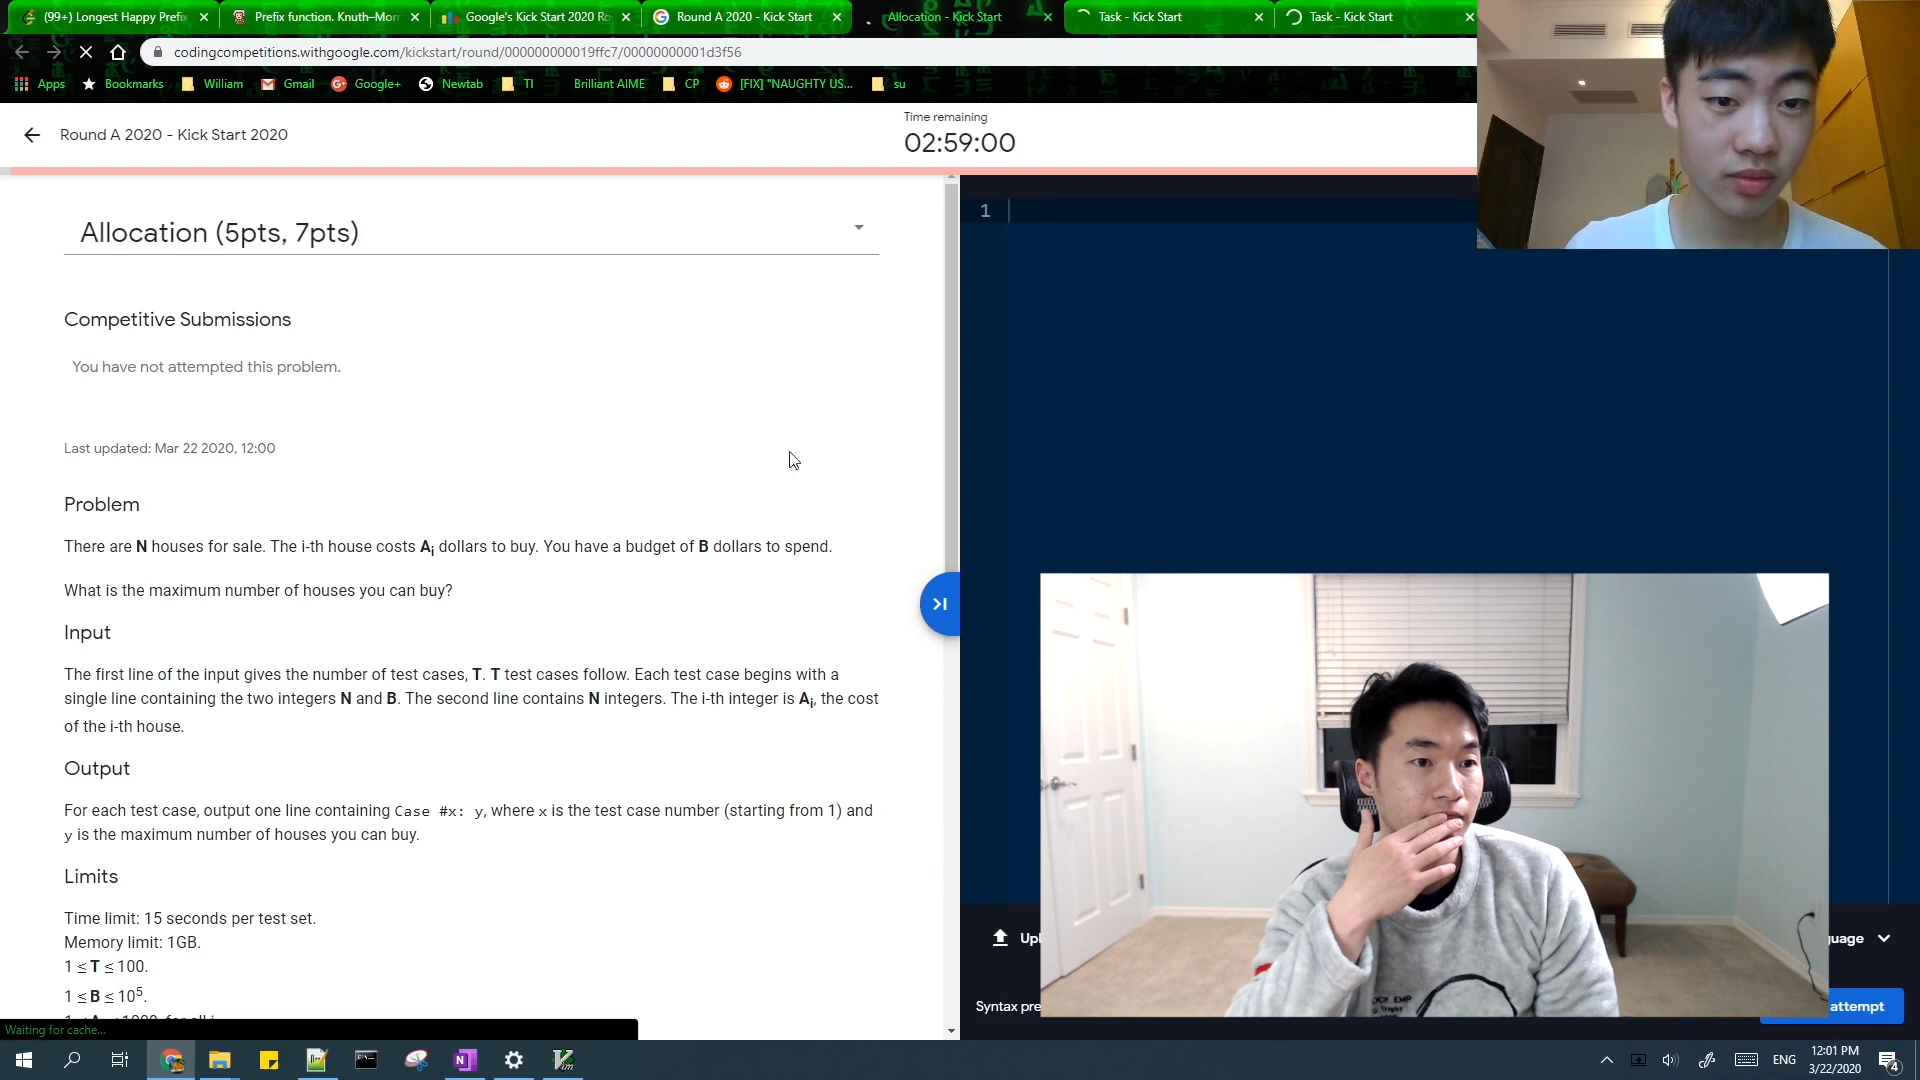 (99+) Longest Happy Prefix
Prefix function. Knuth–Morr
Google's Kick Start 2020 Ro
Round A 2020 - Kick Start
Allocation - Kick Start
Task - Kick Start
Task - Kick Start
codingcompetitions.withgoogle.com/kickstart/round/000000000019ffc7/00000000001d3f56
Apps
Bookmarks
William
Gmail
Google+
Newtab
TI
Brilliant AIME
CP
[FIX] "NAUGHTY US...
su
Round A 2020 - Kick Start 2020
Time remaining
02:59:00
Allocation (5pts, 7pts)
Competitive Submissions
You have not attempted this problem.
Last updated: Mar 22 2020, 12:00
Problem
There are N houses for sale. The i-th house costs Ai dollars to buy. You have a budget of B dollars to spend.
What is the maximum number of houses you can buy?
Input
The first line of the input gives the number of test cases, T. T test cases follow. Each test case begins with a
single line containing the two integers N and B. The second line contains N integers. The i-th integer is Ai, the cost
of the i-th house.
Output
For each test case, output one line containing Case #x: y, where x is the test case number (starting from 1) and
y is the maximum number of houses you can buy.
Limits
Time limit: 15 seconds per test set.
Memory limit: 1GB.
1 ≤ T ≤ 100.
1 ≤ B ≤ 10⁵.
Waiting for cache...
1
Upl
uage
Syntax pre
attempt
ENG
12:01 PM
3/22/2020
4